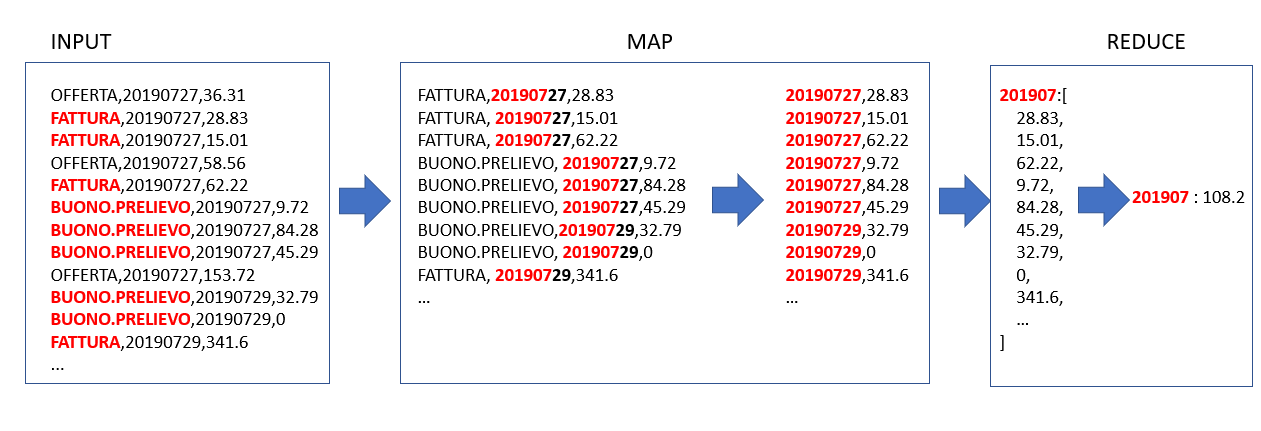 INPUT
OFFERTA,20190727,36.31
FATTURA,20190727,28.83
FATTURA,20190727,15.01
OFFERTA,20190727,58.56
FATTURA,20190727,62.22
BUONO.PRELIEVO,20190727,9.72
BUONO.PRELIEVO,20190727,84.28
BUONO.PRELIEVO,20190727,45.29
OFFERTA,20190727,153.72
BUONO.PRELIEVO,20190729,32.79
BUONO.PRELIEVO,20190729,0
FATTURA,20190729,341.6
...
MAP
FATTURA,20190727,28.83
FATTURA, 20190727,15.01
FATTURA, 20190727,62.22
BUONO.PRELIEVO, 20190727,9.72
BUONO.PRELIEVO, 20190727,84.28
BUONO.PRELIEVO, 20190727,45.29
BUONO.PRELIEVO,20190729,32.79
BUONO.PRELIEVO, 20190729,0
FATTURA, 20190729,341.6
...
20190727,28.83
20190727,15.01
20190727,62.22
20190727,9.72
20190727,84.28
20190727,45.29
20190729,32.79
20190729,0
20190729,341.6
...
REDUCE
201907:[
28.83,
15.01,
62.22,
9.72,
84.28,
45.29,
32.79,
0,
341.6,
...
]
201907 : 108.2